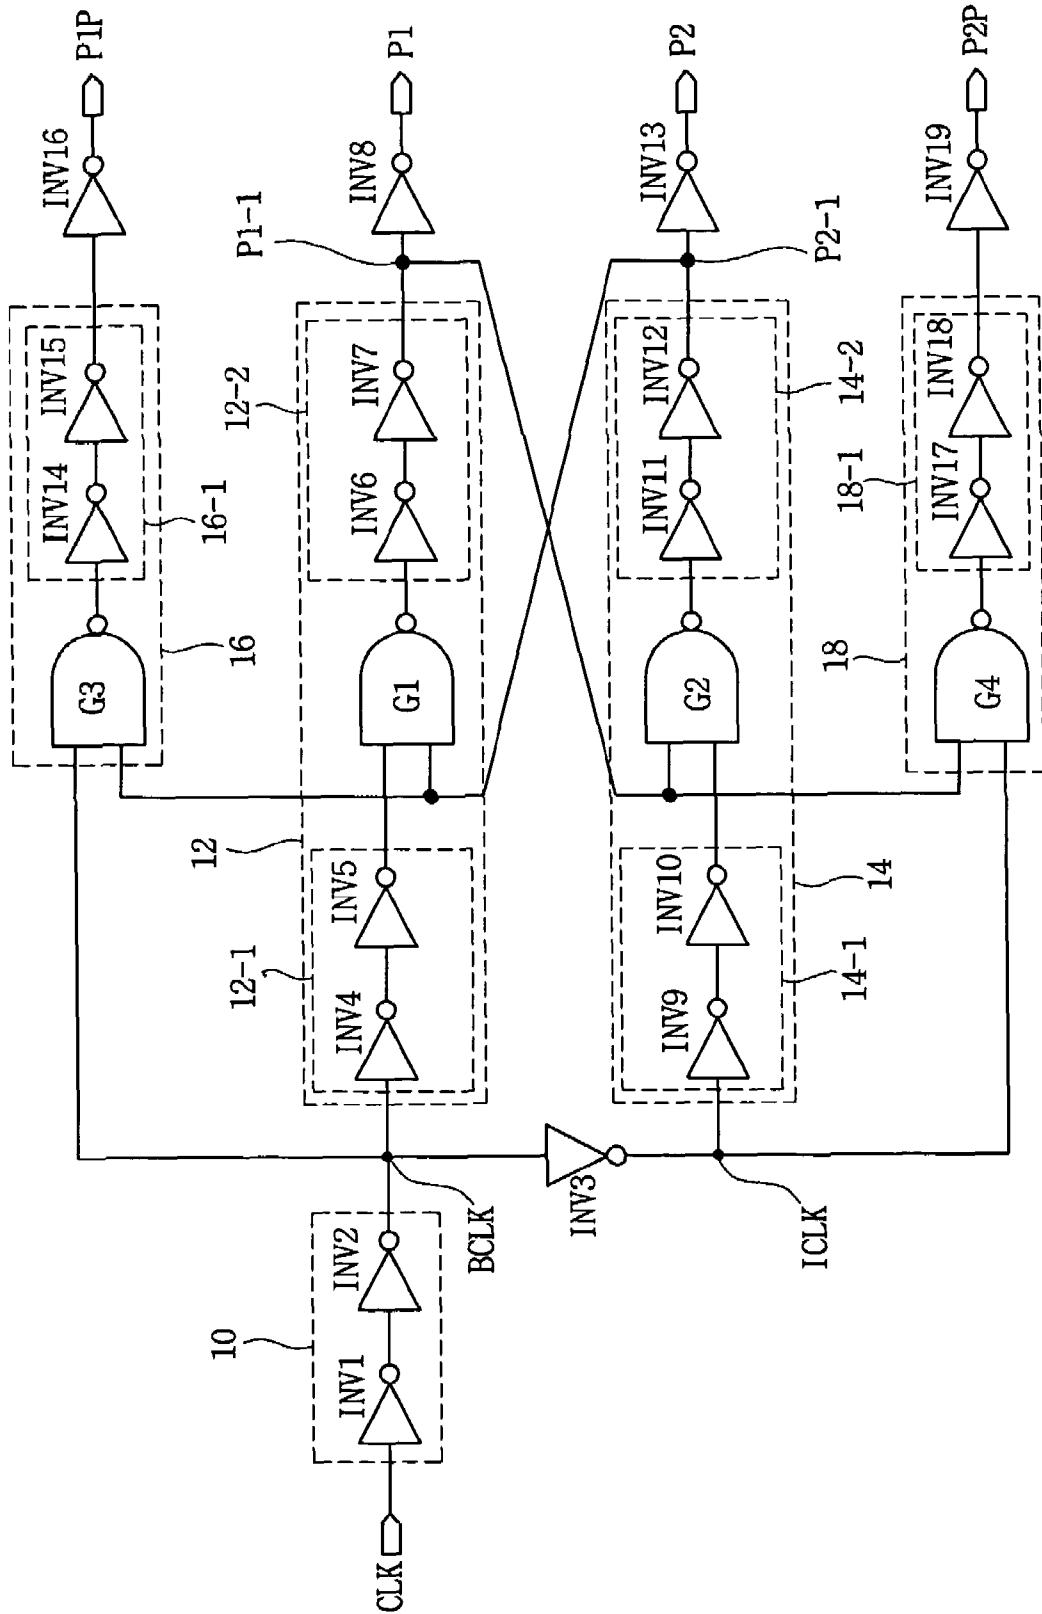 P1P
INV16
INV15
INV14
16-1
G3
16
P1
INV8
P1-1
INV7
INV6
12-2
G1
12
INV5
INV4
12-1
INV2
INV1
10
CLK
BCLK
INV3
ICLK
P2
INV13
P2-1
INV12
INV11
14-2
G2
INV10
INV9
14
14-1
P2P
INV19
INV18
INV17
18-1
G4
18